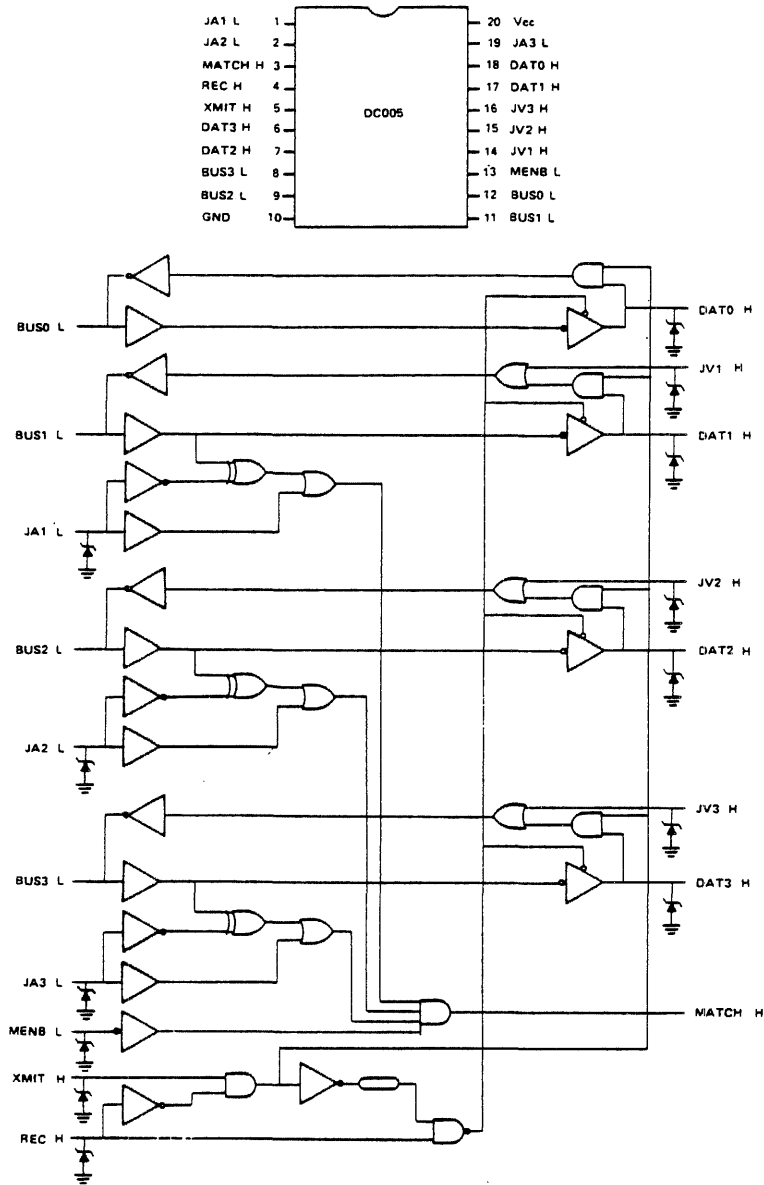 JA1 L 1 20 Vcc
JA2 L 2 19 JA3 L
MATCH H 3 18 DAT0 H
REC H 4 17 DAT1 H
XMIT H 5 DC005 16 JV3 H
DAT3 H 6 15 JV2 H
DAT2 H 7 14 JV1 H
BUS3 L 8 13 MENB L
BUS2 L 9 12 BUS0 L
GND 10 11 BUS1 L
BUS0 L DAT0 H
JV1 H
BUS1 L DAT1 H
JA1 L
JV2 H
BUS2 L DAT2 H
JA2 L
JV3 H
BUS3 L DAT3 H
JA3 L
MATCH H
MENB L
XMIT H
REC H